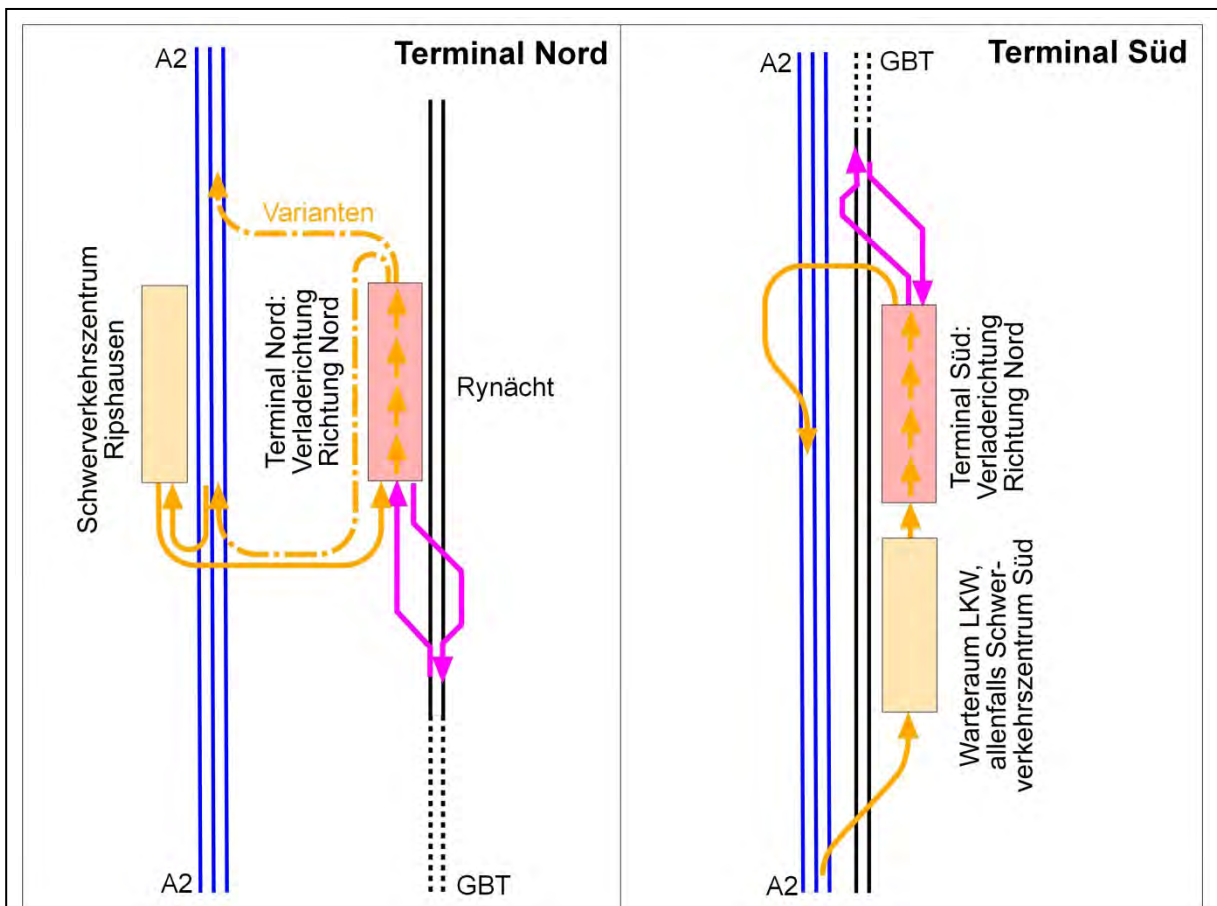 Terminal Nord
A2
Varianten
Schwerverkehrszentrum
Ripshausen
Terminal Nord:
Verladerichtung
Richtung Nord
Rynächt
A2
GBT
Terminal Süd
A2
GBT
Terminal Süd:
Verladerichtung
Richtung Nord
Warteraum LKW,
allenfalls Schwer-
verkehrszentrum Süd
A2